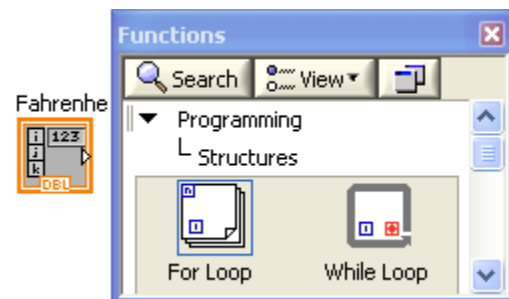 Functions
Search View
Fahrenhe
Programming
Structures
i 123
j
k
DBL
n
i i
For Loop While Loop